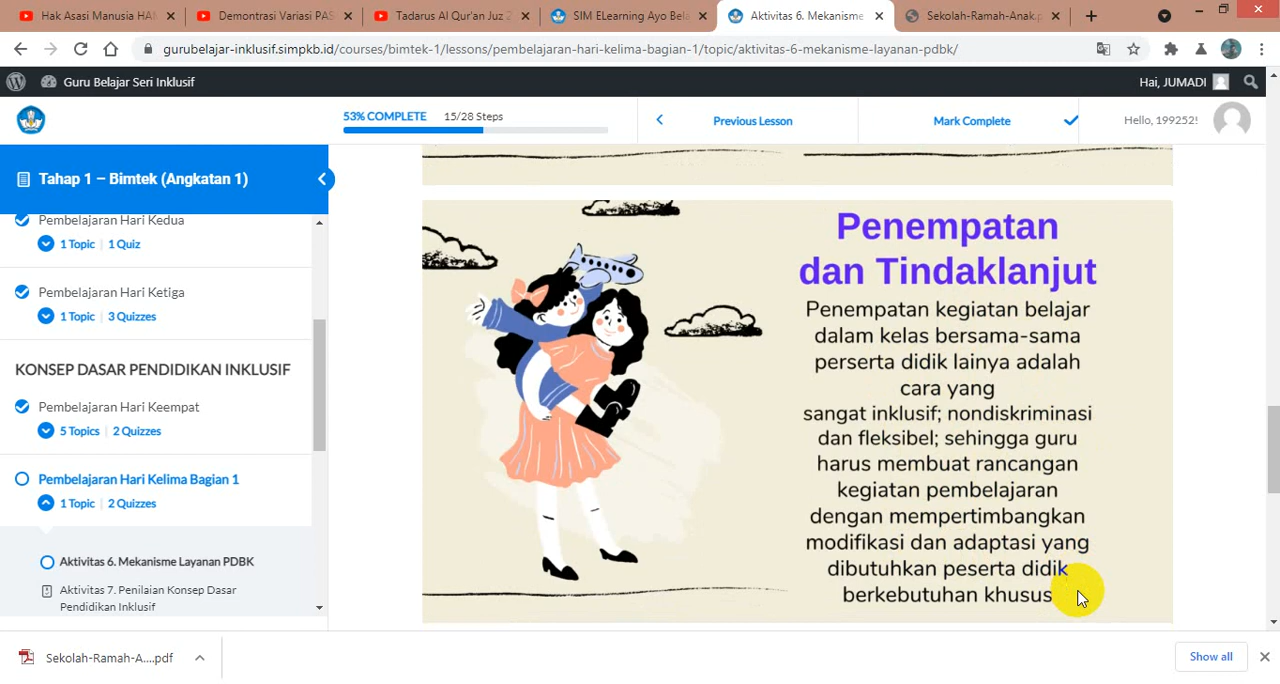 Hak Asasi Manusia HAM
Demontrasi Variasi PAS
Tadarus Al Qur'an Juz 2
SIM ELearning Ayo Bela
Aktivitas 6. Mekanisme
Sekolah-Ramah-Anak.p
gurubelajar-inklusif.simpkb.id/courses/bimtek-1/lessons/pembelajaran-hari-kelima-bagian-1/topic/aktivitas-6-mekanisme-layanan-pdbk/
Guru Belajar Seri Inklusif
Hai, JUMADI
53% COMPLETE 15/28 Steps
Previous Lesson
Mark Complete
Hello, 199252!
Tahap 1 – Bimtek (Angkatan 1)
Pembelajaran Hari Kedua
1 Topic | 1 Quiz
Pembelajaran Hari Ketiga
1 Topic | 3 Quizzes
KONSEP DASAR PENDIDIKAN INKLUSIF
Pembelajaran Hari Keempat
5 Topics | 2 Quizzes
Pembelajaran Hari Kelima Bagian 1
1 Topic | 2 Quizzes
Aktivitas 6. Mekanisme Layanan PDBK
Aktivitas 7. Penilaian Konsep Dasar
Pendidikan Inklusif
Penempatan
dan Tindaklanjut
Penempatan kegiatan belajar
dalam kelas bersama-sama
perserta didik lainya adalah
cara yang
sangat inklusif; nondiskriminasi
dan fleksibel; sehingga guru
harus membuat rancangan
kegiatan pembelajaran
dengan mempertimbangkan
modifikasi dan adaptasi yang
dibutuhkan peserta didik
berkebutuhan khusus
Sekolah-Ramah-A....pdf
Show all